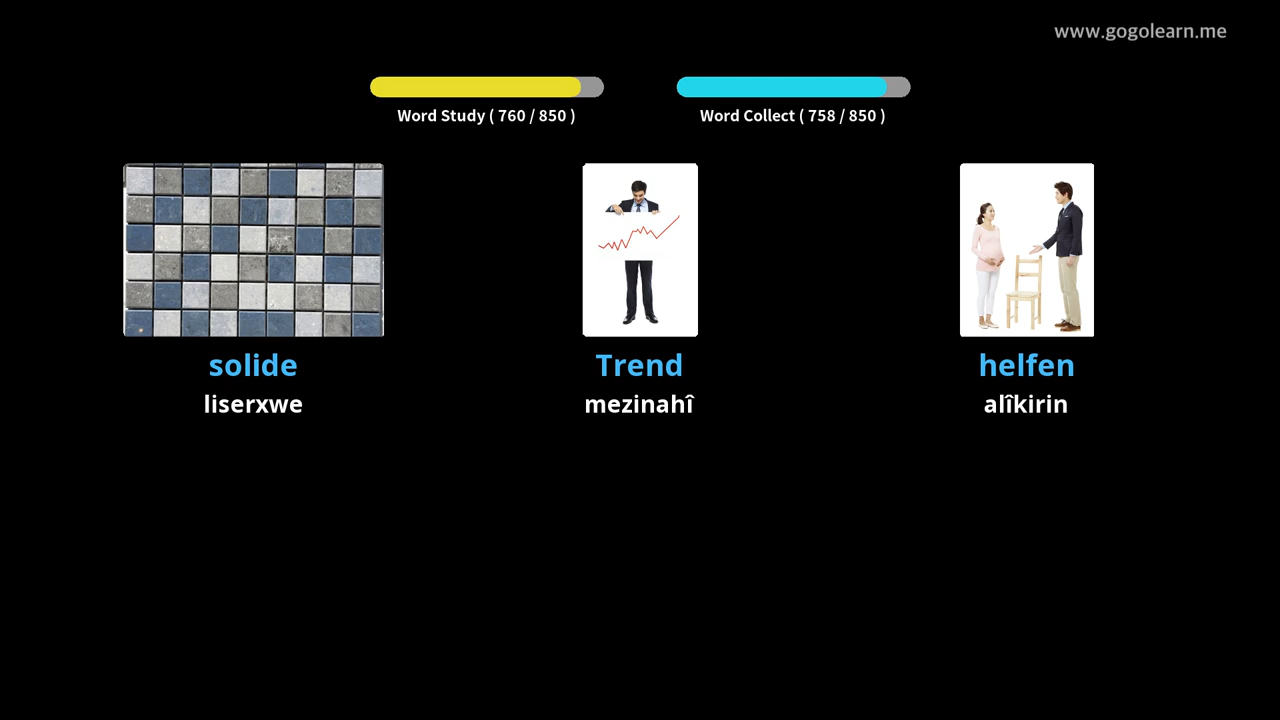 www.gogolearn.me
Word Study ( 760 / 850 )
Word Collect ( 758 / 850 )
solide
liserxwe
Trend
mezinahî
helfen
alîkirin